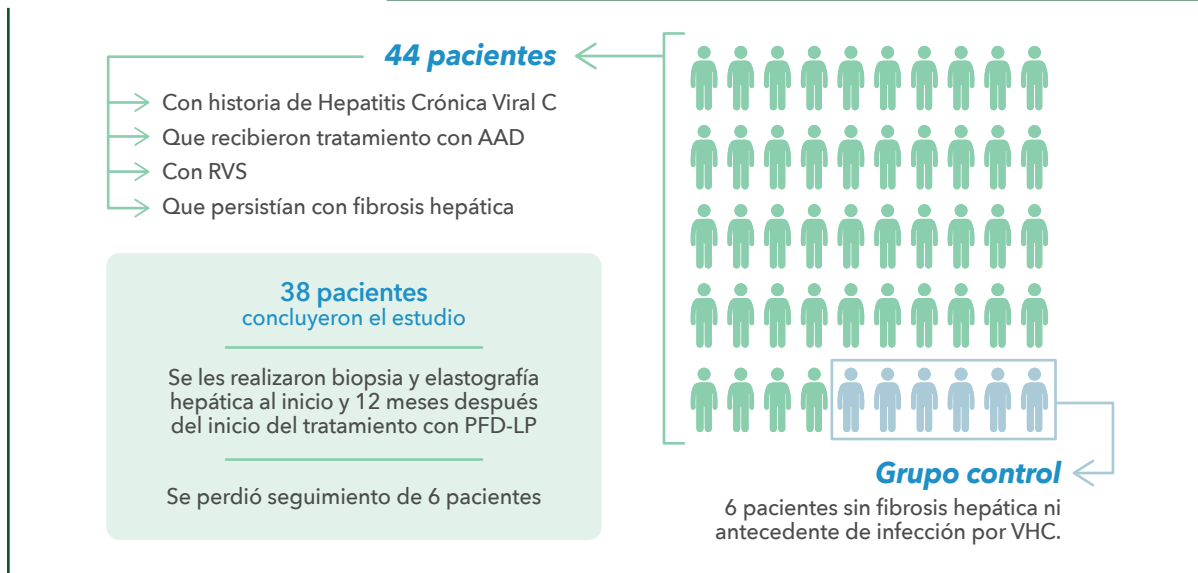 44 pacientes
Con historia de Hepatitis Crónica Viral C
Que recibieron tratamiento con AAD
Con RVS
Que persistían con fibrosis hepática
38 pacientes
concluyeron el estudio
Se les realizaron biopsia y elastografía
hepática al inicio y 12 meses después
del inicio del tratamiento con PFD-LP
Se perdió seguimiento de 6 pacientes
Grupo control
6 pacientes sin fibrosis hepática ni
antecedente de infección por VHC.